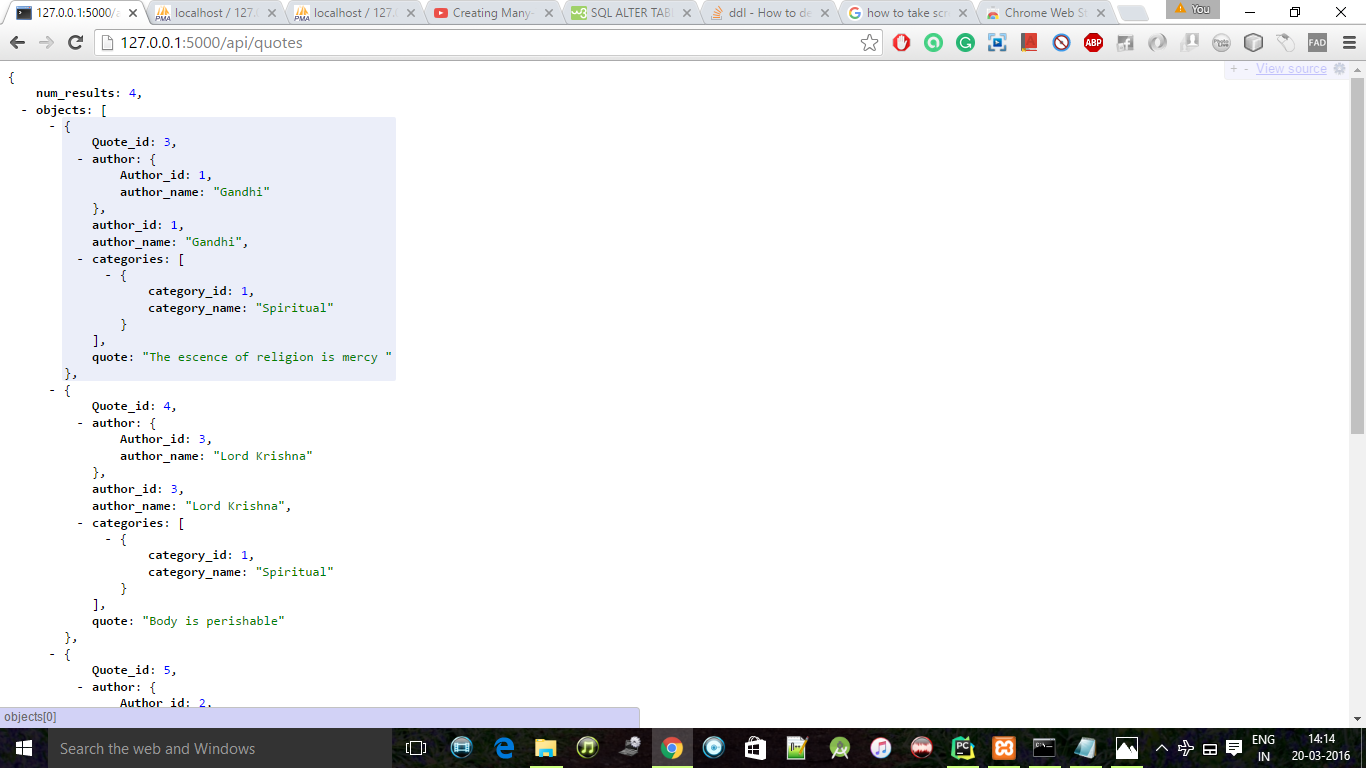 127.0.0.1:5000/a
localhost / 127.
localhost / 127.
Creating Many-
SQL ALTER TABL
ddl - How to de
how to take scr
Chrome Web St
You
127.0.0.1:5000/api/quotes
ABP
FAD
+ - View source
{
num_results: 4,
- objects: [
- {
Quote_id: 3,
- author: {
Author_id: 1,
author_name: "Gandhi"
},
author_id: 1,
author_name: "Gandhi",
- categories: [
- {
category_id: 1,
category_name: "Spiritual"
}
],
quote: "The escence of religion is mercy "
},
- {
Quote_id: 4,
- author: {
Author_id: 3,
author_name: "Lord Krishna"
},
author_id: 3,
author_name: "Lord Krishna",
- categories: [
- {
category_id: 1,
category_name: "Spiritual"
}
],
quote: "Body is perishable"
},
- {
Quote_id: 5,
- author: {
Author_id: 2,
objects[0]
Search the web and Windows
ENG
IN
14:14
20-03-2016